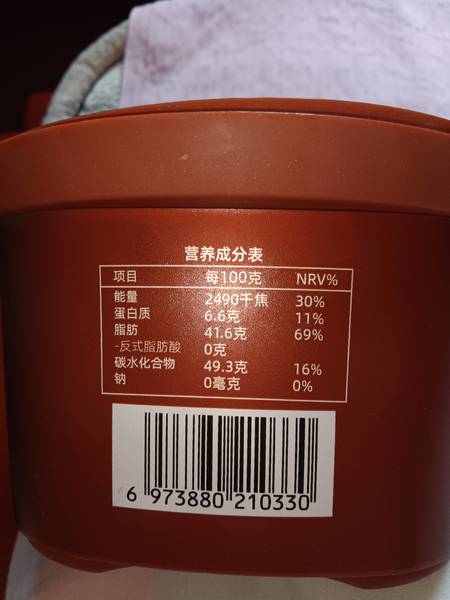 营养成分表
项目 每100克 NRV%
能量 2490千焦 30%
蛋白质 6.6克 11%
脂肪 41.6克 69%
-反式脂肪酸 0克
碳水化合物 49.3克 16%
钠 0毫克 0%
6 973880 210330